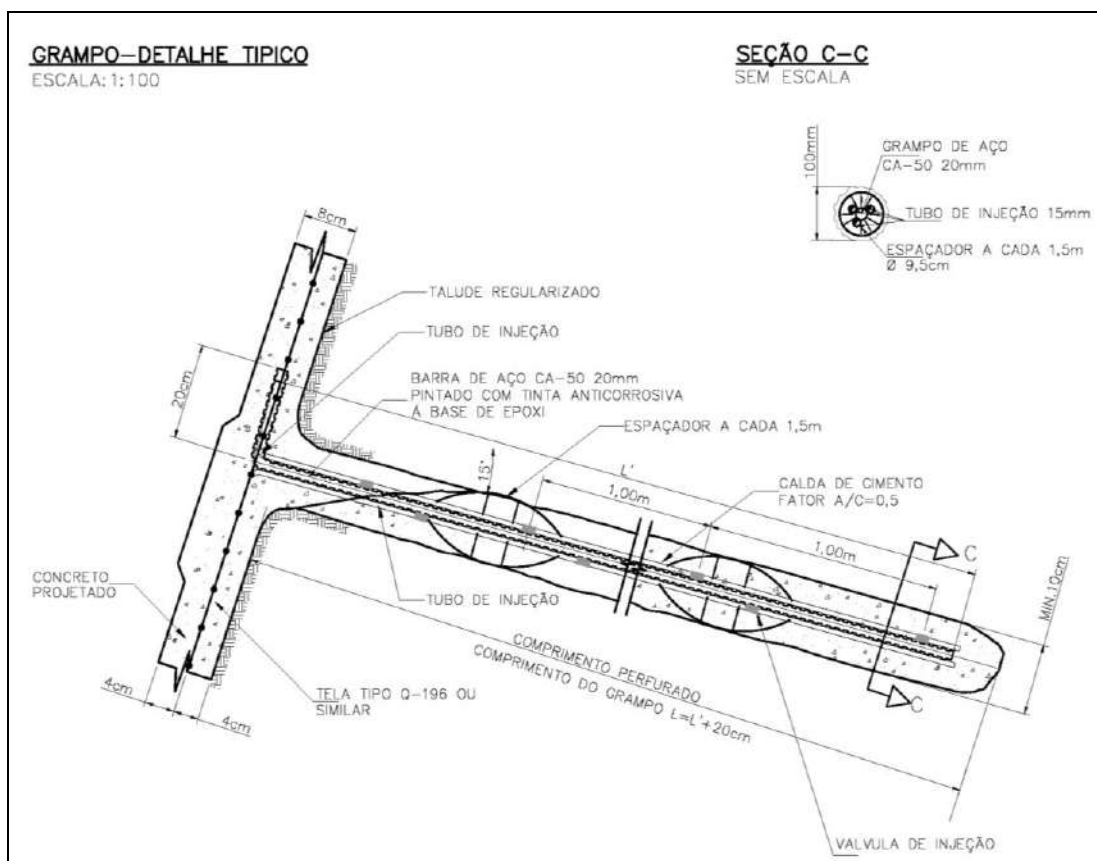 GRAMPO-DETALHE TIPICO
ESCALA:1:100
SEÇÃO C-C
SEM ESCALA
100mm
GRAMPO DE AÇO
CA-50 20mm
TUBO DE INJEÇÃO 15mm
ESPAÇADOR A CADA 1,5m
Ø 9,5cm
8cm
TALUDE REGULARIZADO
TUBO DE INJEÇÃO
BARRA DE AÇO CA-50 20mm
PINTADO COM TINTA ANTICORROSIVA
À BASE DE EPOXI
20cm
ESPAÇADOR A CADA 1,5m
15°
L'
1,00m
CALDA DE CIMENTO
FATOR A/C=0,5
1,00m
C
MIN.10cm
CONCRETO
PROJETADO
TUBO DE INJEÇÃO
COMPRIMENTO PERFURADO
COMPRIMENTO DO GRAMPO L=L'+20cm
C
4cm
4cm
TELA TIPO Q-196 OU
SIMILAR
VALVULA DE INJEÇÃO